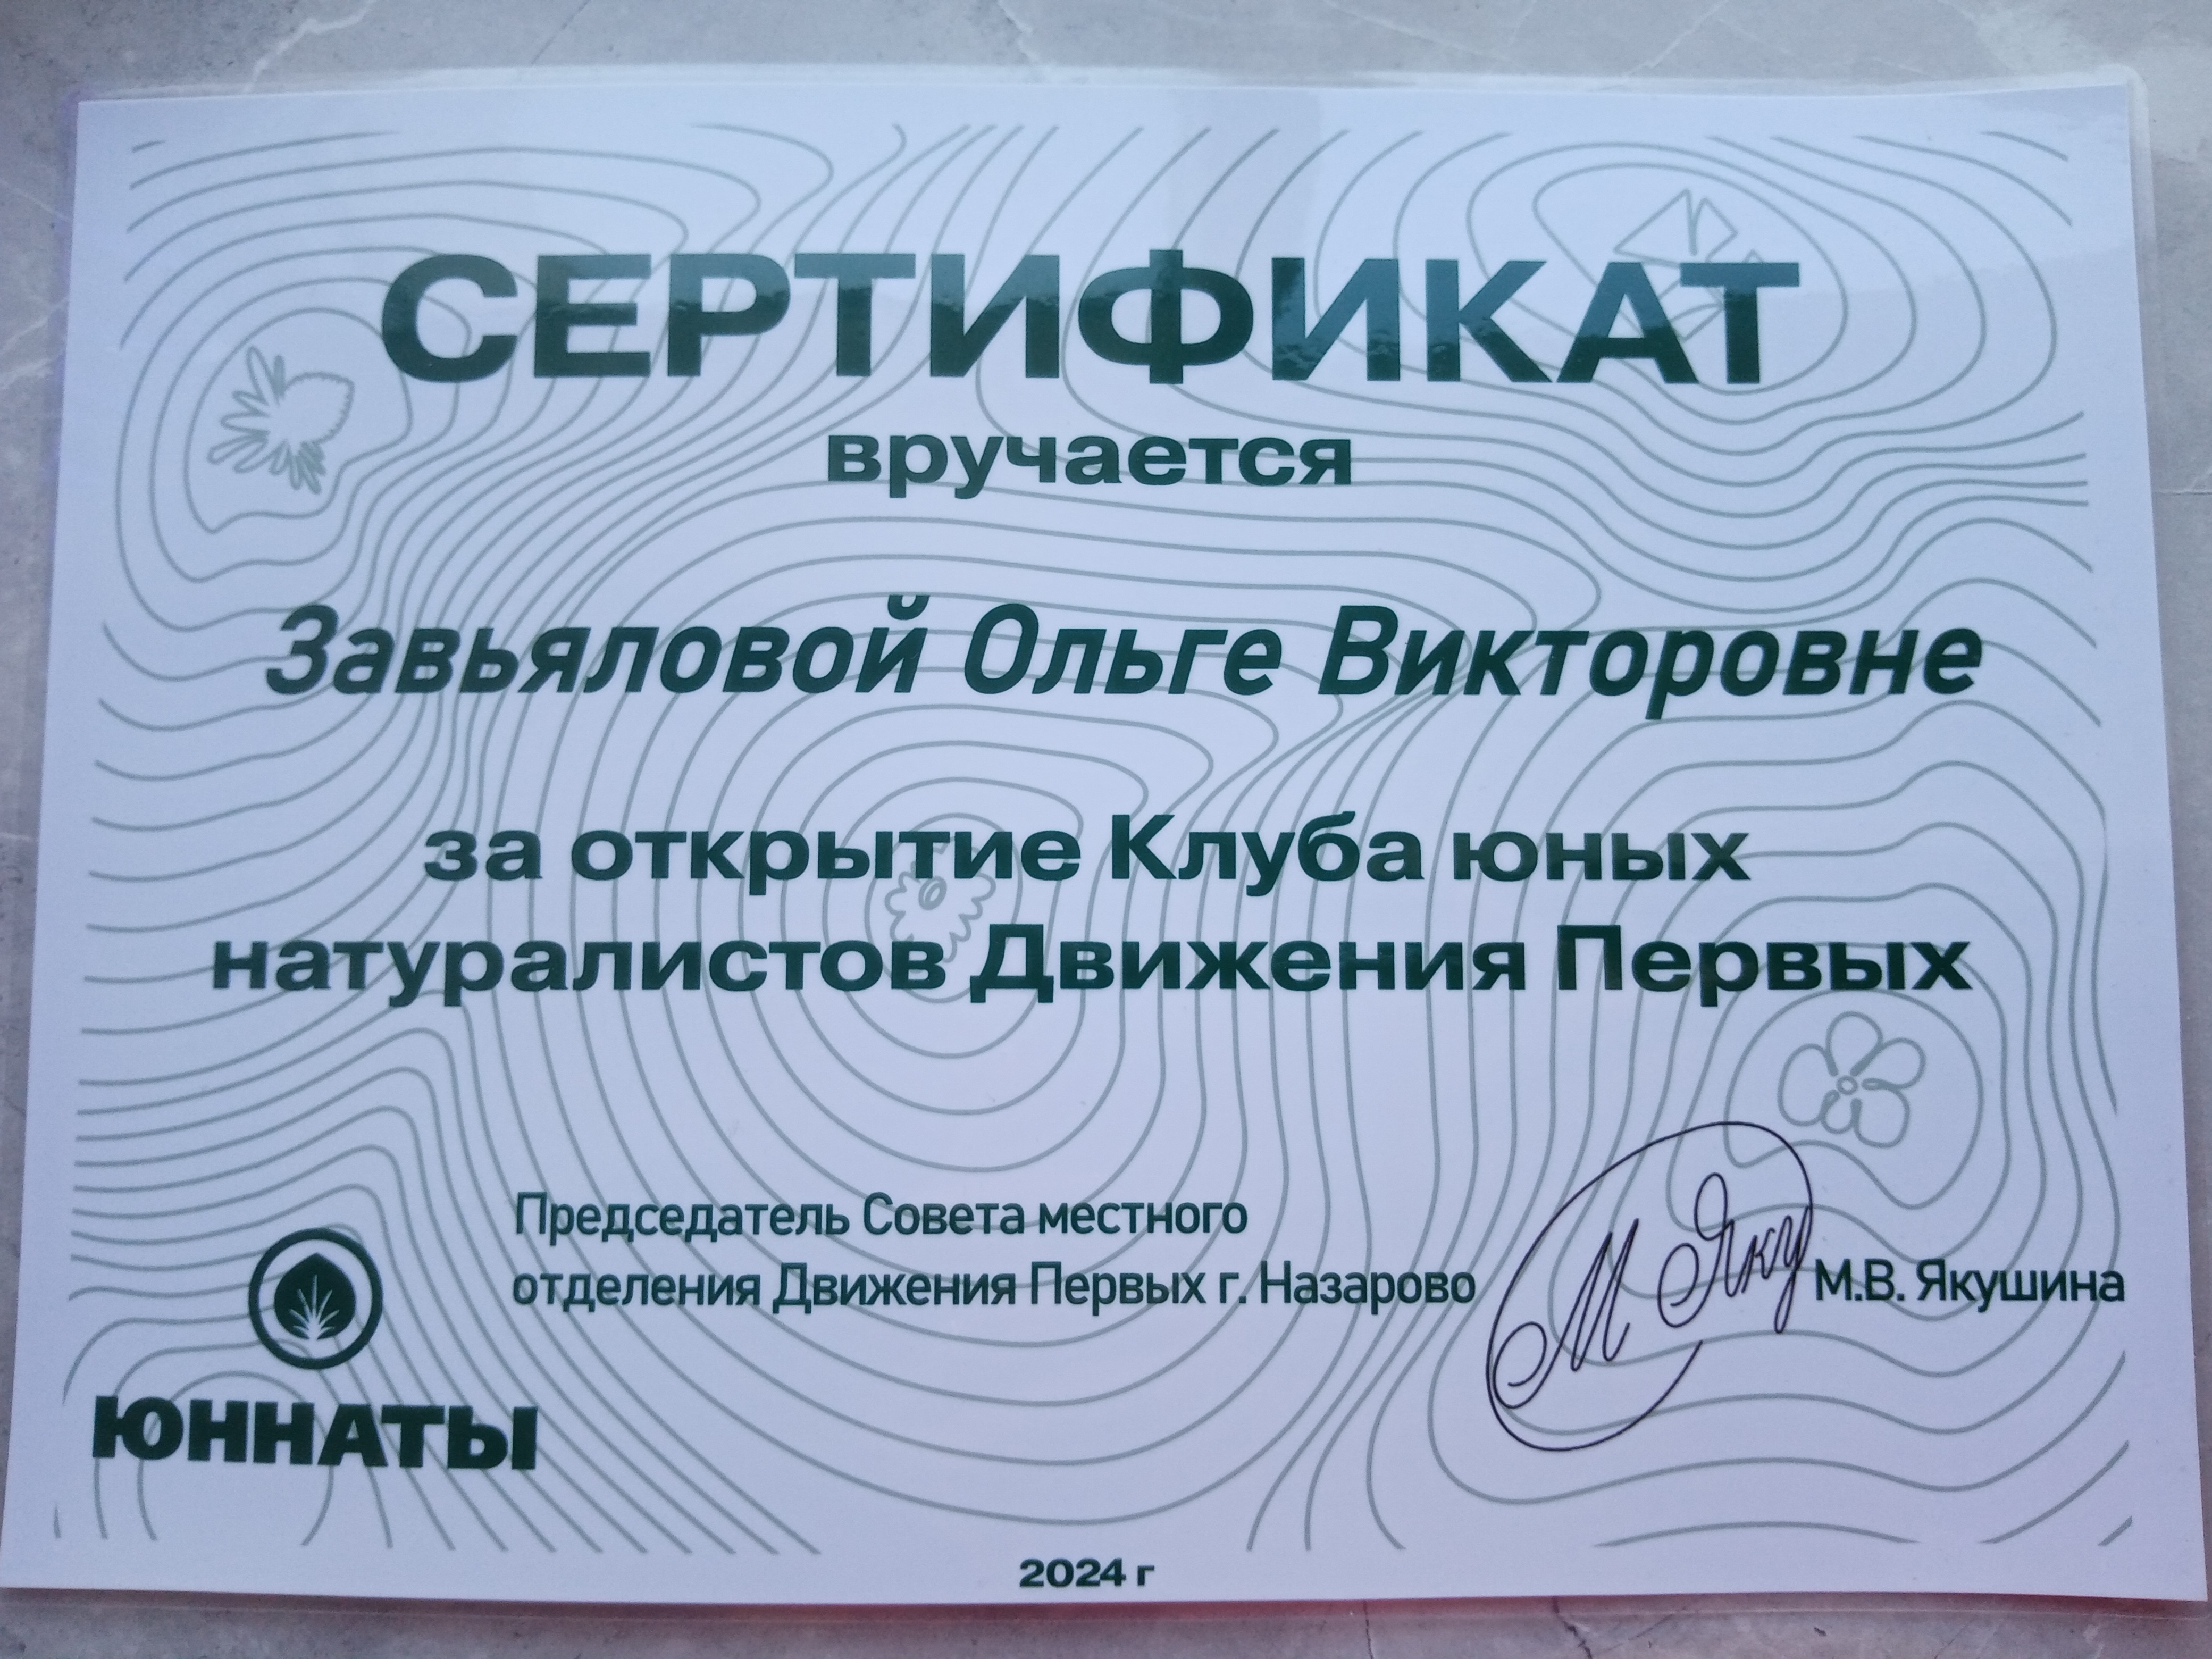 СЕРТИФИКАТ
вручается
Завьяловой Ольге Викторовне
за открытие Клуба юных
натуралистов Движения Первых
Председатель Совета местного
отделения Движения Первых г. Назарово
М Яку
М.В. Якушина
ЮННАТЫ
2024 г